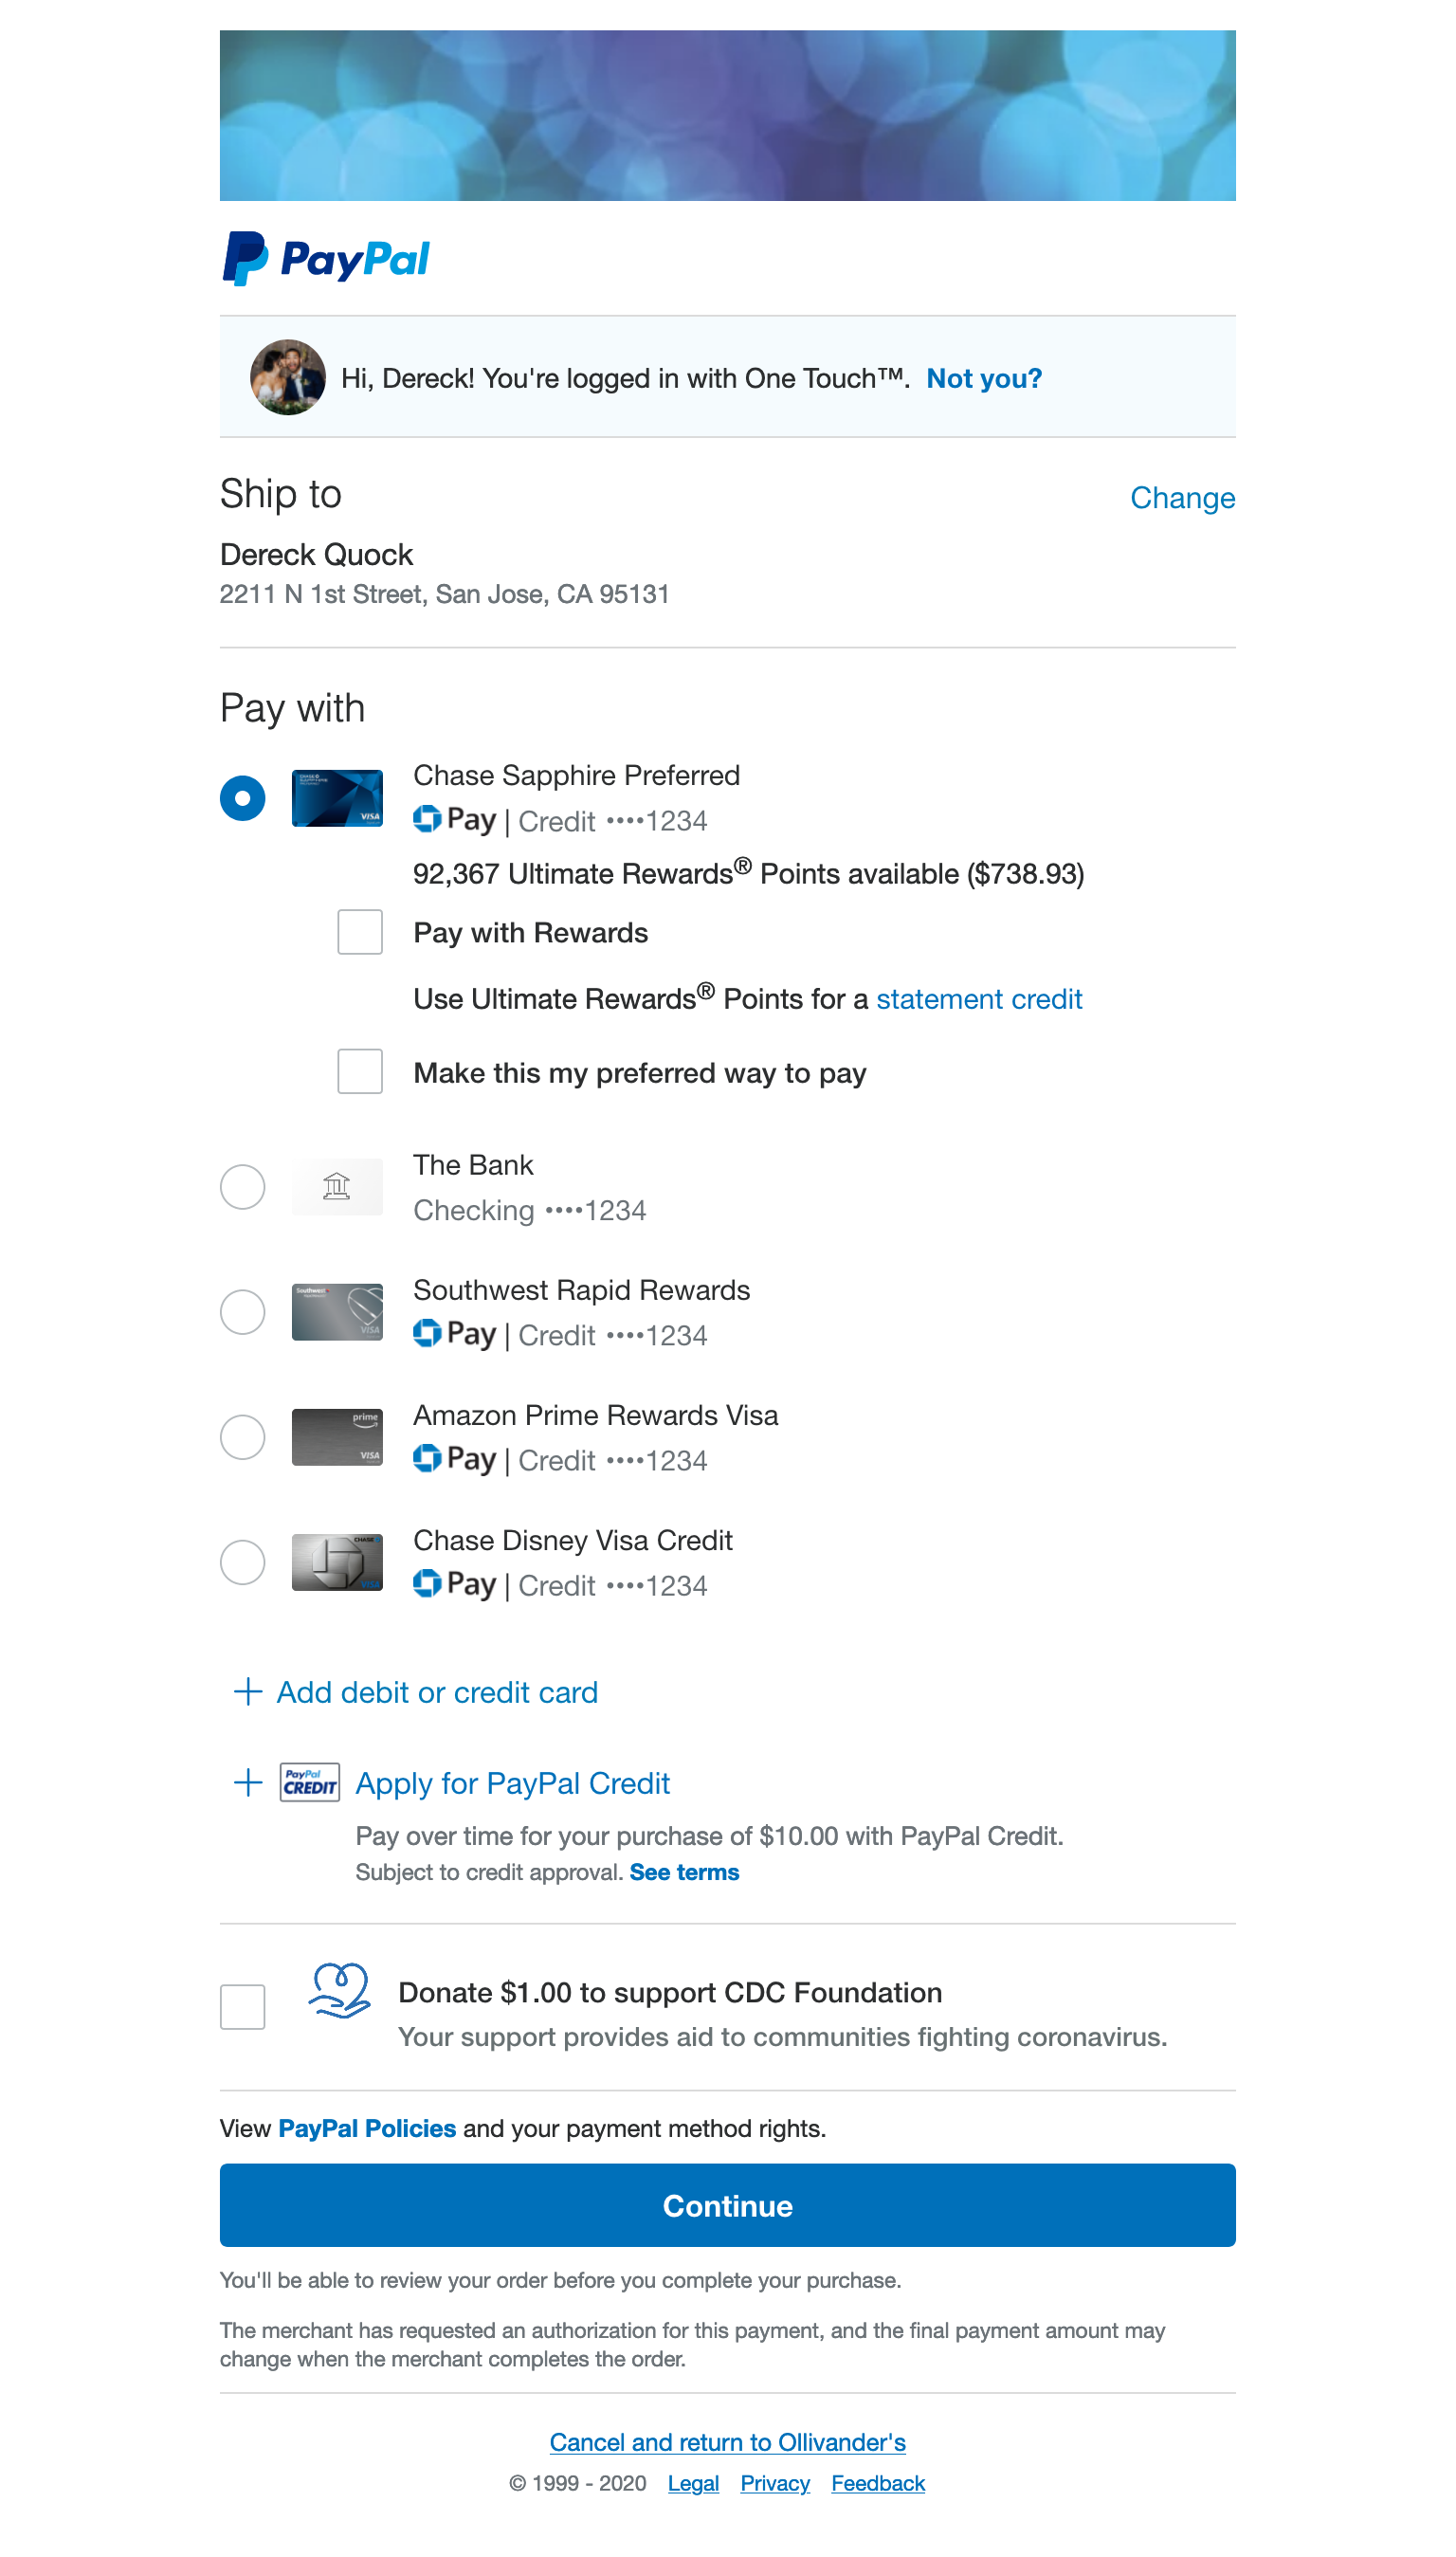 PayPal
Hi, Dereck! You're logged in with One Touch™. Not you?
Ship to
Change
Dereck Quock
2211 N 1st Street, San Jose, CA 95131
Pay with
Chase Sapphire Preferred
VISA
Pay | Credit ••••1234
92,367 Ultimate Rewards® Points available ($738.93)
Pay with Rewards
Use Ultimate Rewards® Points for a statement credit
Make this my preferred way to pay
The Bank
Checking ••••1234
Southwest Rapid Rewards
Southwest
VISA
Pay | Credit ••••1234
Amazon Prime Rewards Visa
prime
VISA
Pay | Credit ••••1234
Chase Disney Visa Credit
CHASE
VISA
Pay | Credit ••••1234
Add debit or credit card
PayPal
CREDIT
Apply for PayPal Credit
Pay over time for your purchase of $10.00 with PayPal Credit.
Subject to credit approval. See terms
Donate $1.00 to support CDC Foundation
Your support provides aid to communities fighting coronavirus.
View PayPal Policies and your payment method rights.
Continue
You'll be able to review your order before you complete your purchase.
The merchant has requested an authorization for this payment, and the final payment amount may
change when the merchant completes the order.
Cancel and return to Ollivander's
© 1999 - 2020 Legal Privacy Feedback